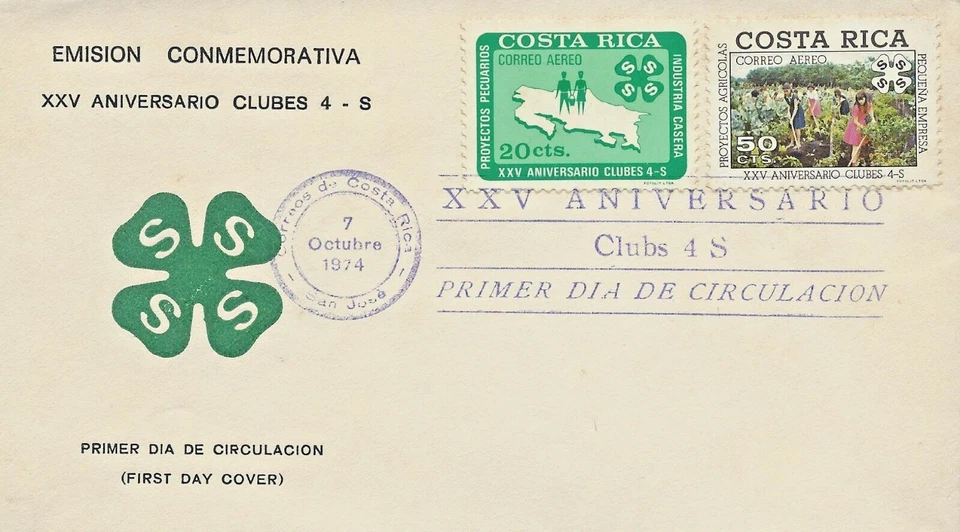 EMISION CONMEMORATIVA
XXV ANIVERSARIO CLUBES 4 - S
S S
S S
PRIMER DIA DE CIRCULACION
(FIRST DAY COVER)
Correos de Costa Rica
7
Octubre
1974
San José
COSTA RICA
CORREO AEREO
S S
S S
PROYECTOS PECUARIOS
INDUSTRIA CASERA
20 cts.
XXV ANIVERSARIO CLUBES 4-S
COSTA RICA
CORREO AEREO
S S
S S
PROYECTOS AGRICOLAS
PEQUEÑA EMPRESA
50
CTS.
XXV ANIVERSARIO CLUBES 4-S
XXV ANIVERSARIO
Clubs 4 S
PRIMER DIA DE CIRCULACION